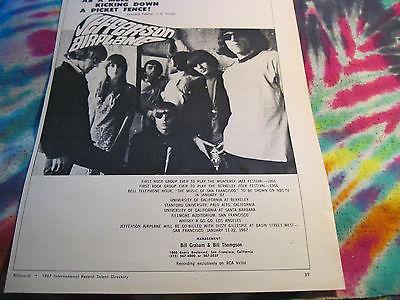 AS A MULE
KICKING DOWN
A PICKET FENCE!
JEFFERSON
AIRPLANE
FIRST ROCK GROUP EVER TO PLAY THE MONTEREY JAZZ FESTIVAL—1966
FIRST ROCK GROUP EVER TO PLAY THE BERKELEY FOLK FESTIVAL—1966
BELL TELEPHONE HOUR, "THE MUSIC OF SAN FRANCISCO," TO BE SHOWN ON NBC-TV
IN JANUARY '67
UNIVERSITY OF CALIFORNIA AT BERKELEY
STANFORD UNIVERSITY, PALO ALTO, CALIFORNIA
UNIVERSITY OF CALIFORNIA AT SANTA BARBARA
FILLMORE AUDITORIUM, SAN FRANCISCO
WHISKY A GO GO, LOS ANGELES
JEFFERSON AIRPLANE WILL BE CO-BILLED WITH DIZZY GILLESPIE AT BASIN STREET WEST—
SAN FRANCISCO, JANUARY 11-22, 1967
MANAGEMENT
Bill Graham & Bill Thompson
San Francisco, California
Recording exclusively on RCA Victor
Billboard • 1967 International Record Talent Directory
37